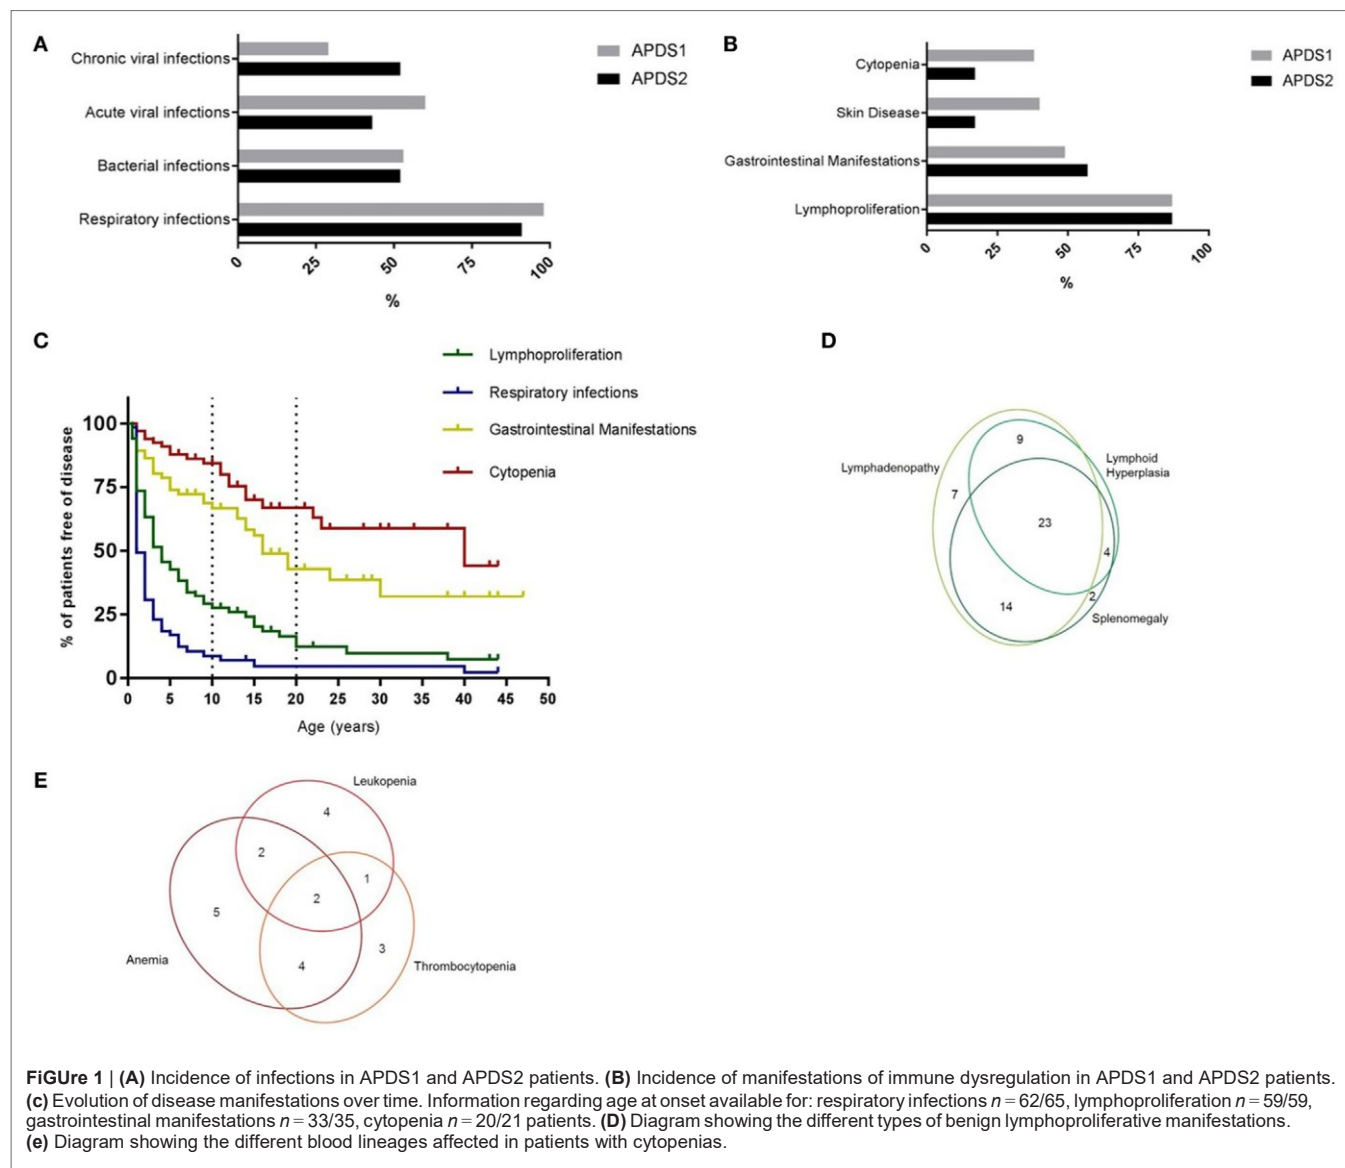 A
Chronic viral infections
Acute viral infections
Bacterial infections
Respiratory infections
0
25
50
75
100
%
APDS1
APDS2
B
Cytopenia
Skin Disease
Gastrointestinal Manifestations
Lymphoproliferation
0
25
50
75
100
%
APDS1
APDS2
C
Lymphoproliferation
Respiratory infections
Gastrointestinal Manifestations
Cytopenia
% of patients free of disease
100
75
50
25
0
0 5 10 15 20 25 30 35 40 45 50
Age (years)
D
Lymphadenopathy
Lymphoid
Hyperplasia
Splenomegaly
9
7
23
4
2
14
E
Leukopenia
4
2
1
2
5
3
4
Anemia
Thrombocytopenia
FiGUre 1 | (A) Incidence of infections in APDS1 and APDS2 patients. (B) Incidence of manifestations of immune dysregulation in APDS1 and APDS2 patients.
(c) Evolution of disease manifestations over time. Information regarding age at onset available for: respiratory infections n = 62/65, lymphoproliferation n = 59/59,
gastrointestinal manifestations n = 33/35, cytopenia n = 20/21 patients. (D) Diagram showing the different types of benign lymphoproliferative manifestations.
(e) Diagram showing the different blood lineages affected in patients with cytopenias.